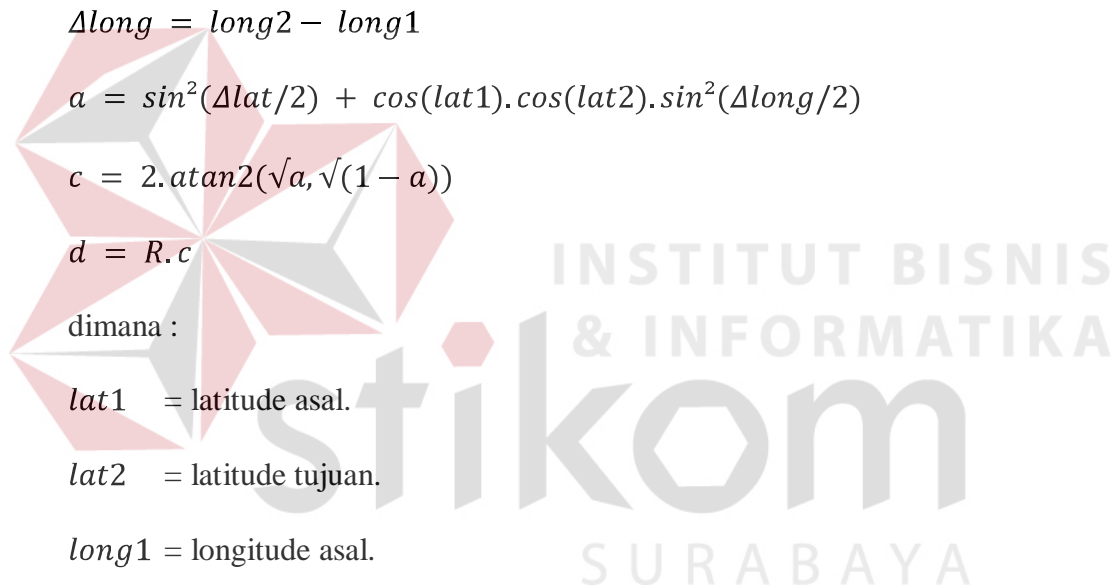 Δlong = long2 − long1
a = sin²(Δlat/2) + cos(lat1).cos(lat2).sin²(Δlong/2)
c = 2.atan2(√a,√(1 − a))
d = R.c
INSTITUT BISNIS
& INFORMATIKA
stikom
SURABAYA
dimana :
lat1 = latitude asal.
lat2 = latitude tujuan.
long1 = longitude asal.